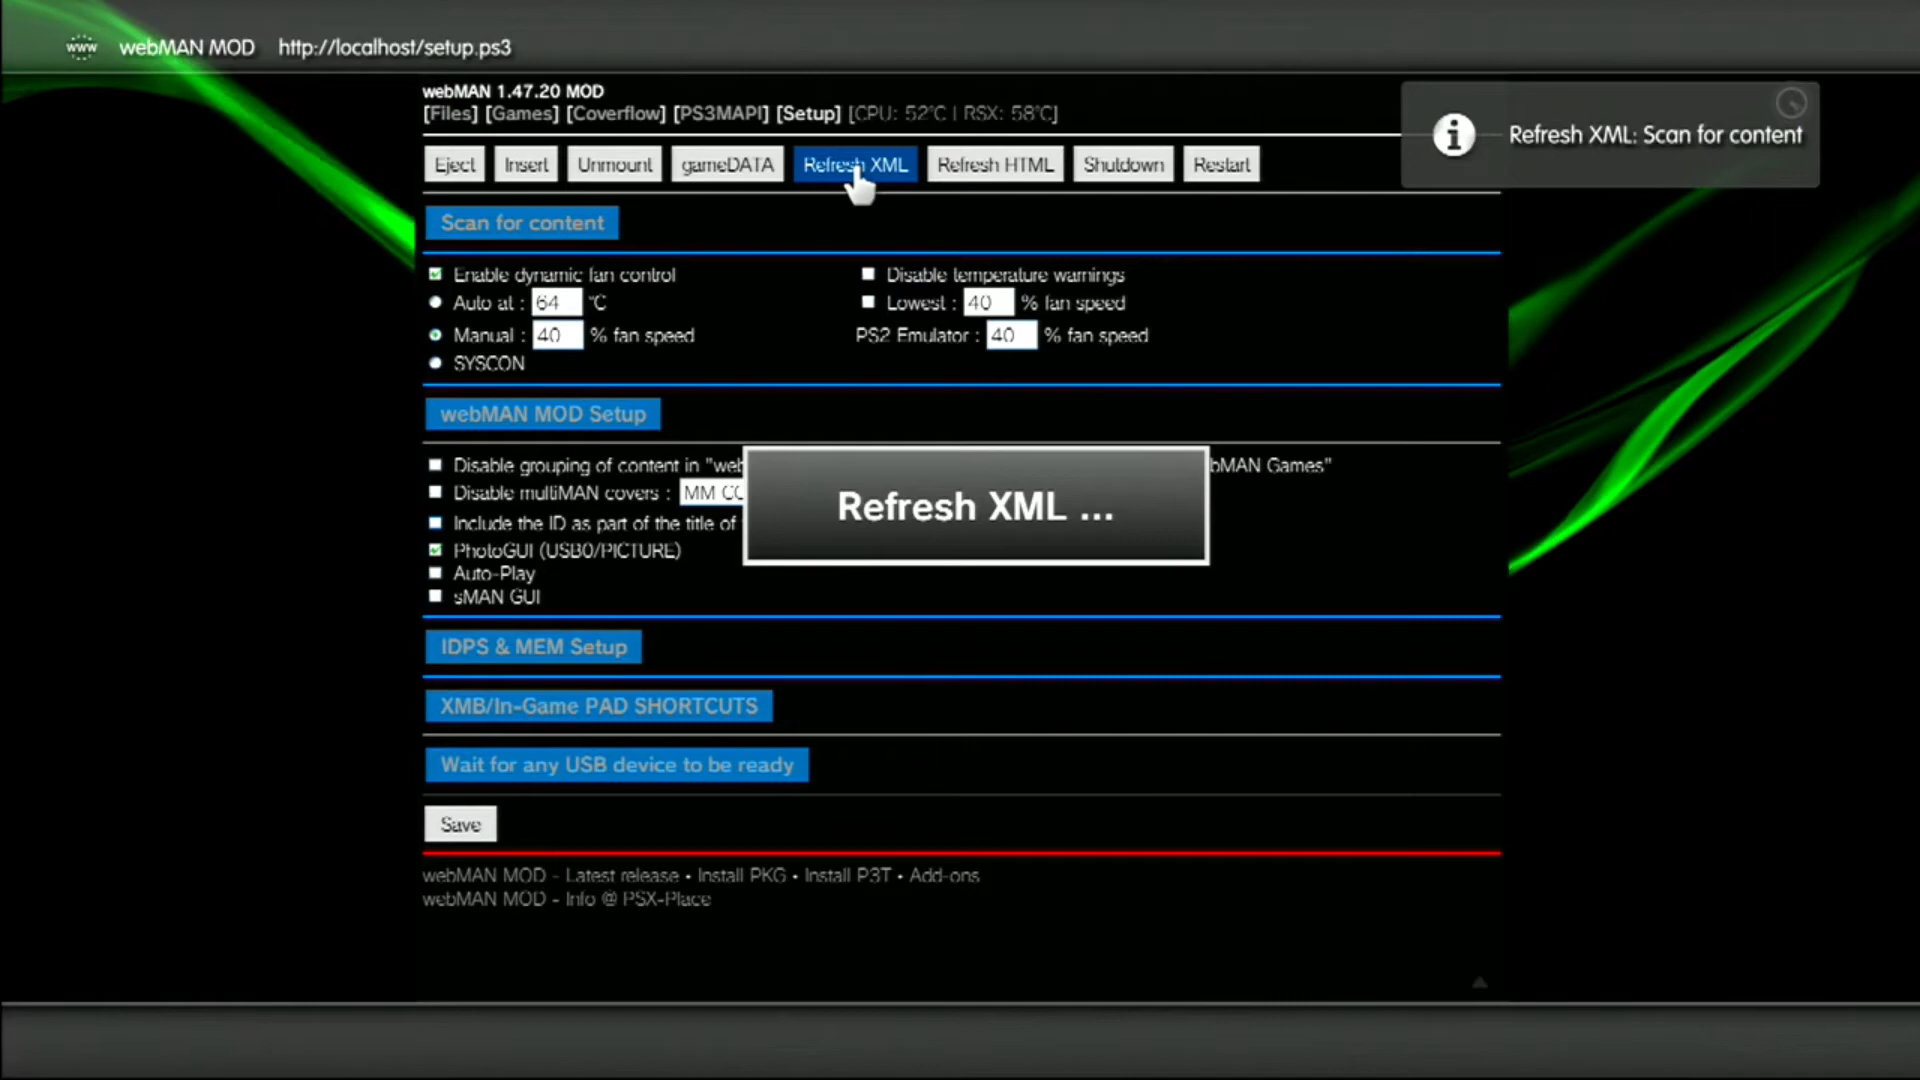 www webMAN MOD http://localhost/setup.ps3
webMAN 1.47.20 MOD
[Files] [Games] [Coverflow] [PS3MAPI] [Setup] [CPU: 52°C | RSX: 58°C]
Refresh XML: Scan for content
Eject Insert Unmount gameDATA Refresh XML Refresh HTML Shutdown Restart
Scan for content
Enable dynamic fan control Disable temperature warnings
Auto at : 64 °C Lowest : 40 % fan speed
Manual : 40 % fan speed PS2 Emulator : 40 % fan speed
SYSCON
webMAN MOD Setup
Disable grouping of content in "web bMAN Games"
Disable multiMAN covers : MM CO
Include the ID as part of the title of
Refresh XML ...
PhotoGUI (USB0/PICTURE)
Auto-Play
sMAN GUI
IDPS & MEM Setup
XMB/In-Game PAD SHORTCUTS
Wait for any USB device to be ready
Save
webMAN MOD - Latest release • Install PKG • Install P3T • Add-ons
webMAN MOD - Info @ PSX-Place